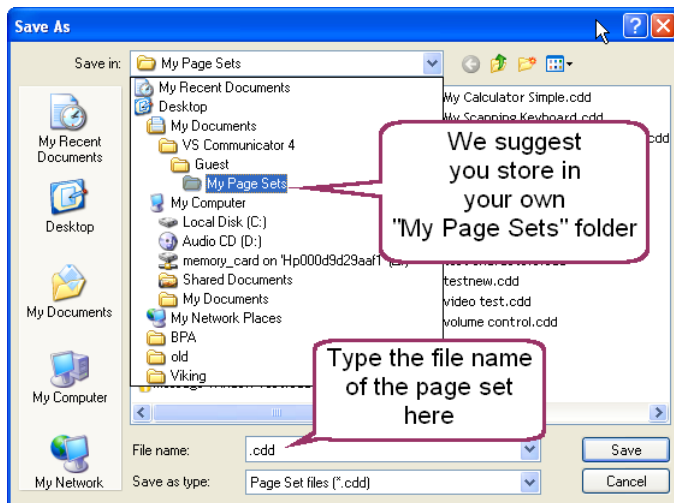 Save As
Save in:
My Page Sets
My Recent Documents
Desktop
My Documents
VS Communicator 4
Guest
My Page Sets
My Computer
Local Disk (C:)
Audio CD (D:)
memory_card on 'Hp000d9d29aaf1'
Shared Documents
My Documents
My Network Places
BPA
old
Viking
My Calculator Simple.cdd
My Scanning Keyboard.cdd
cdd
testnew.cdd
video test.cdd
volume control.cdd
We suggest
you store in
your own
"My Page Sets" folder
Type the file name
of the page set
here
My Recent
Documents
Desktop
My Documents
My Computer
My Network
File name:
.cdd
Save
Save as type:
Page Set files (*.cdd)
Cancel